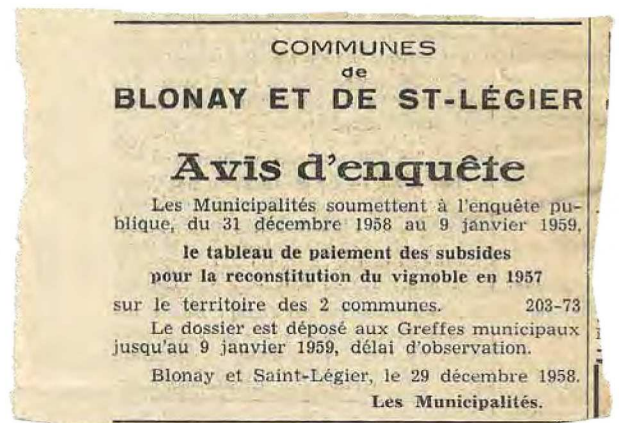 COMMUNES
de
BLONAY ET DE ST-LÉGIER
Avis d'enquête
Les Municipalités soumettent à l'enquête pu-
blique, du 31 décembre 1958 au 9 janvier 1959,
le tableau de paiement des subsides
pour la reconstitution du vignoble en 1957
sur le territoire des 2 communes. 203-73
Le dossier est déposé aux Greffes municipaux
jusqu'au 9 janvier 1959, délai d'observation.
Blonay et Saint-Légier, le 29 décembre 1958.
Les Municipalités.